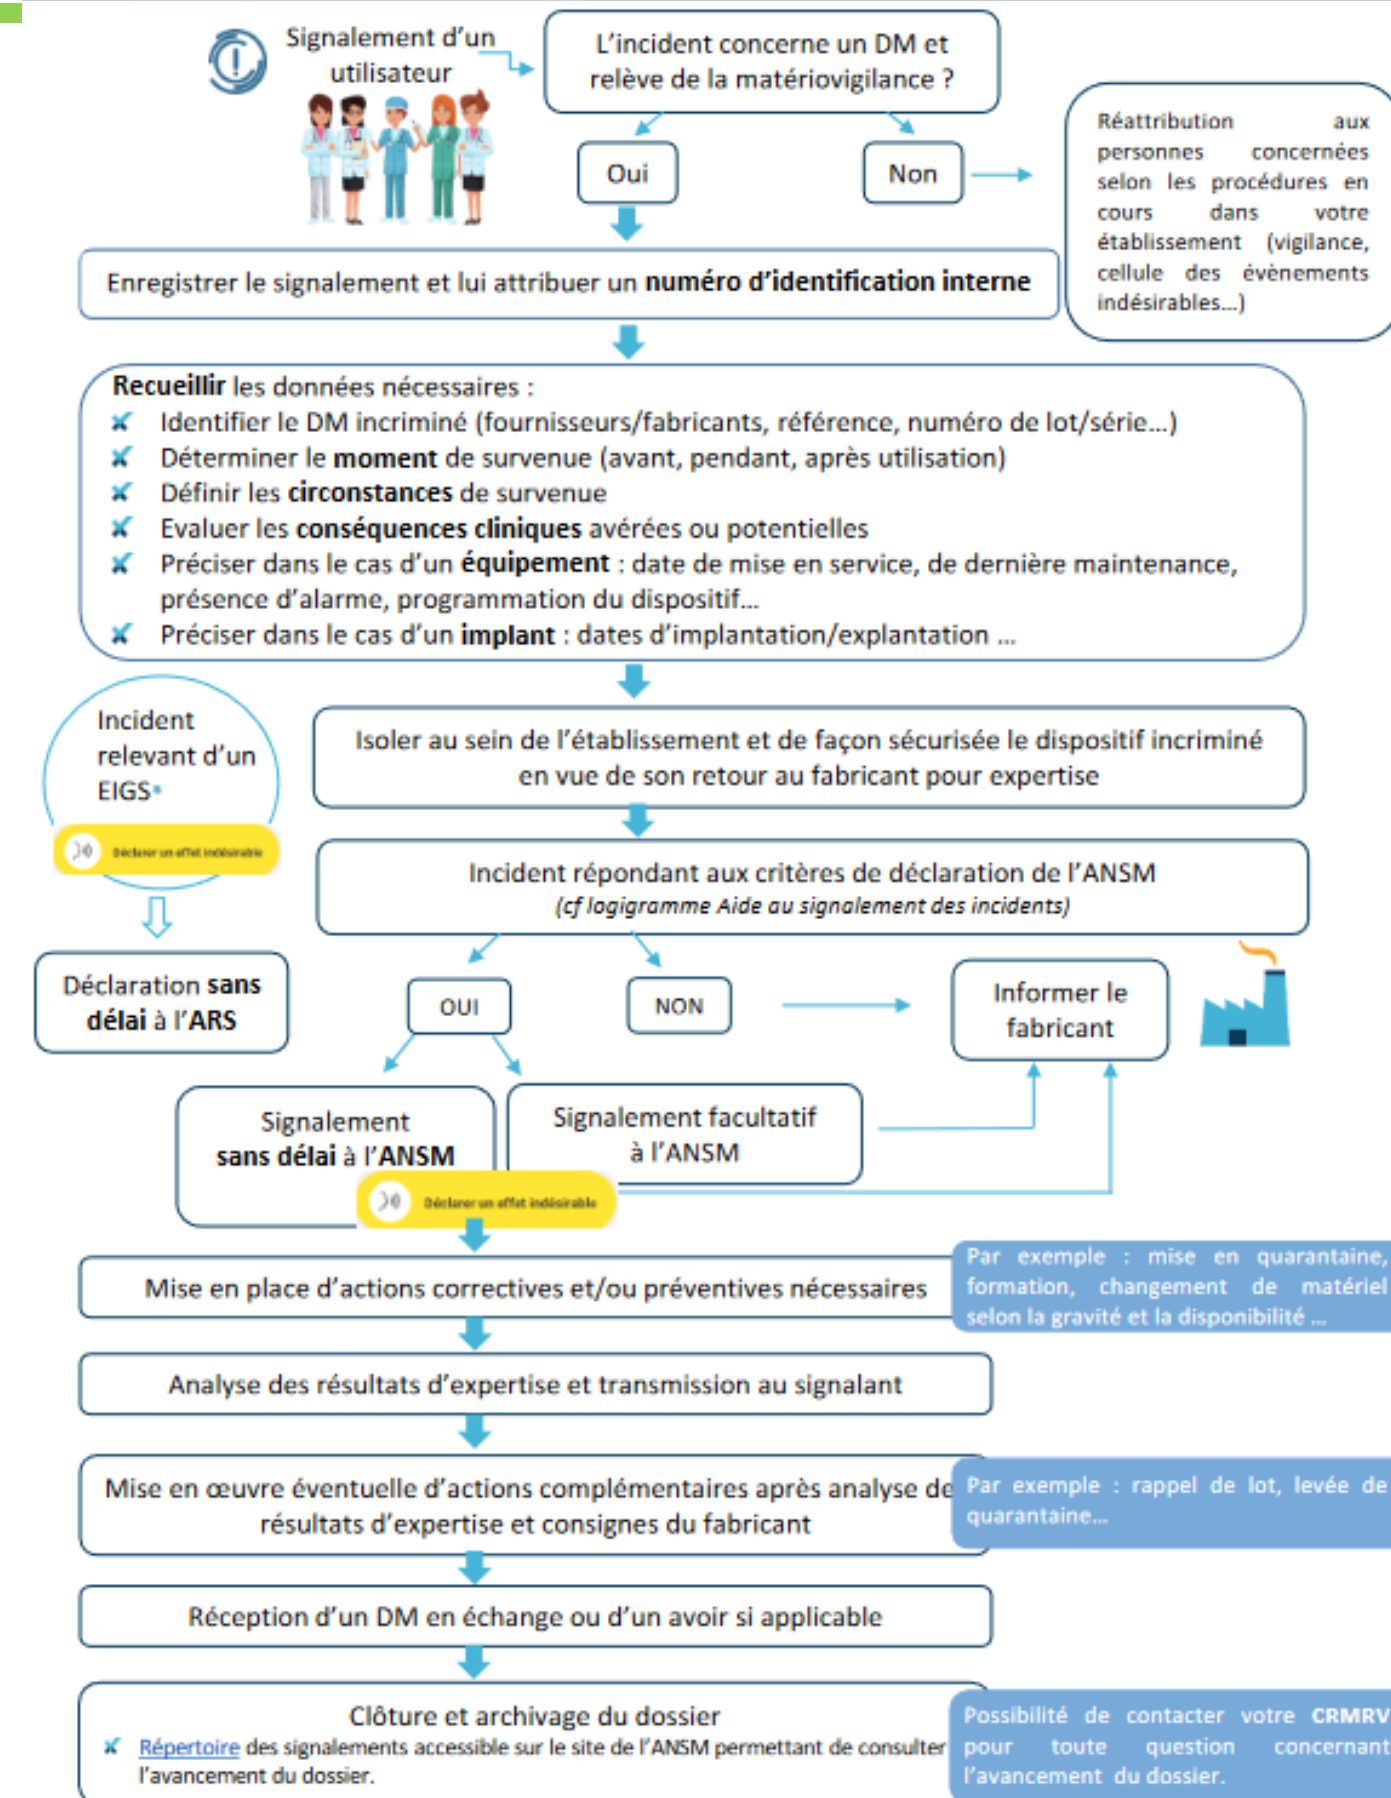 Signalement d'un
utilisateur
L'incident concerne un DM et
relève de la matériovigilance ?
Oui
Non
Réattribution aux
personnes concernées
selon les procédures en
cours dans votre
établissement (vigilance,
cellule des évènements
indésirables...)
Enregistrer le signalement et lui attribuer un numéro d'identification interne
Recueillir les données nécessaires :
Identifier le DM incriminé (fournisseurs/fabricants, référence, numéro de lot/série...)
Déterminer le moment de survenue (avant, pendant, après utilisation)
Définir les circonstances de survenue
Evaluer les conséquences cliniques avérées ou potentielles
Préciser dans le cas d'un équipement : date de mise en service, de dernière maintenance,
présence d'alarme, programmation du dispositif...
Préciser dans le cas d'un implant : dates d'implantation/explantation ...
Incident
relevant d'un
EIGS
Déclarer un effet indésirable
Déclaration sans
délai à l'ARS
Isoler au sein de l'établissement et de façon sécurisée le dispositif incriminé
en vue de son retour au fabricant pour expertise
Incident répondant aux critères de déclaration de l'ANSM
(cf logigramme Aide au signalement des incidents)
OUI
NON
Informer le
fabricant
Signalement
sans délai à l'ANSM
Signalement facultatif
à l'ANSM
Déclarer un effet indésirable
Mise en place d'actions correctives et/ou préventives nécessaires
Par exemple : mise en quarantaine,
formation, changement de matériel
selon la gravité et la disponibilité ...
Analyse des résultats d'expertise et transmission au signalant
Mise en œuvre éventuelle d'actions complémentaires après analyse de
résultats d'expertise et consignes du fabricant
Par exemple : rappel de lot, levée de
quarantaine...
Réception d'un DM en échange ou d'un avoir si applicable
Clôture et archivage du dossier
Répertoire des signalements accessible sur le site de l'ANSM permettant de consulter
l'avancement du dossier.
Possibilité de contacter votre CRMRV
pour toute question concernant
l'avancement du dossier.